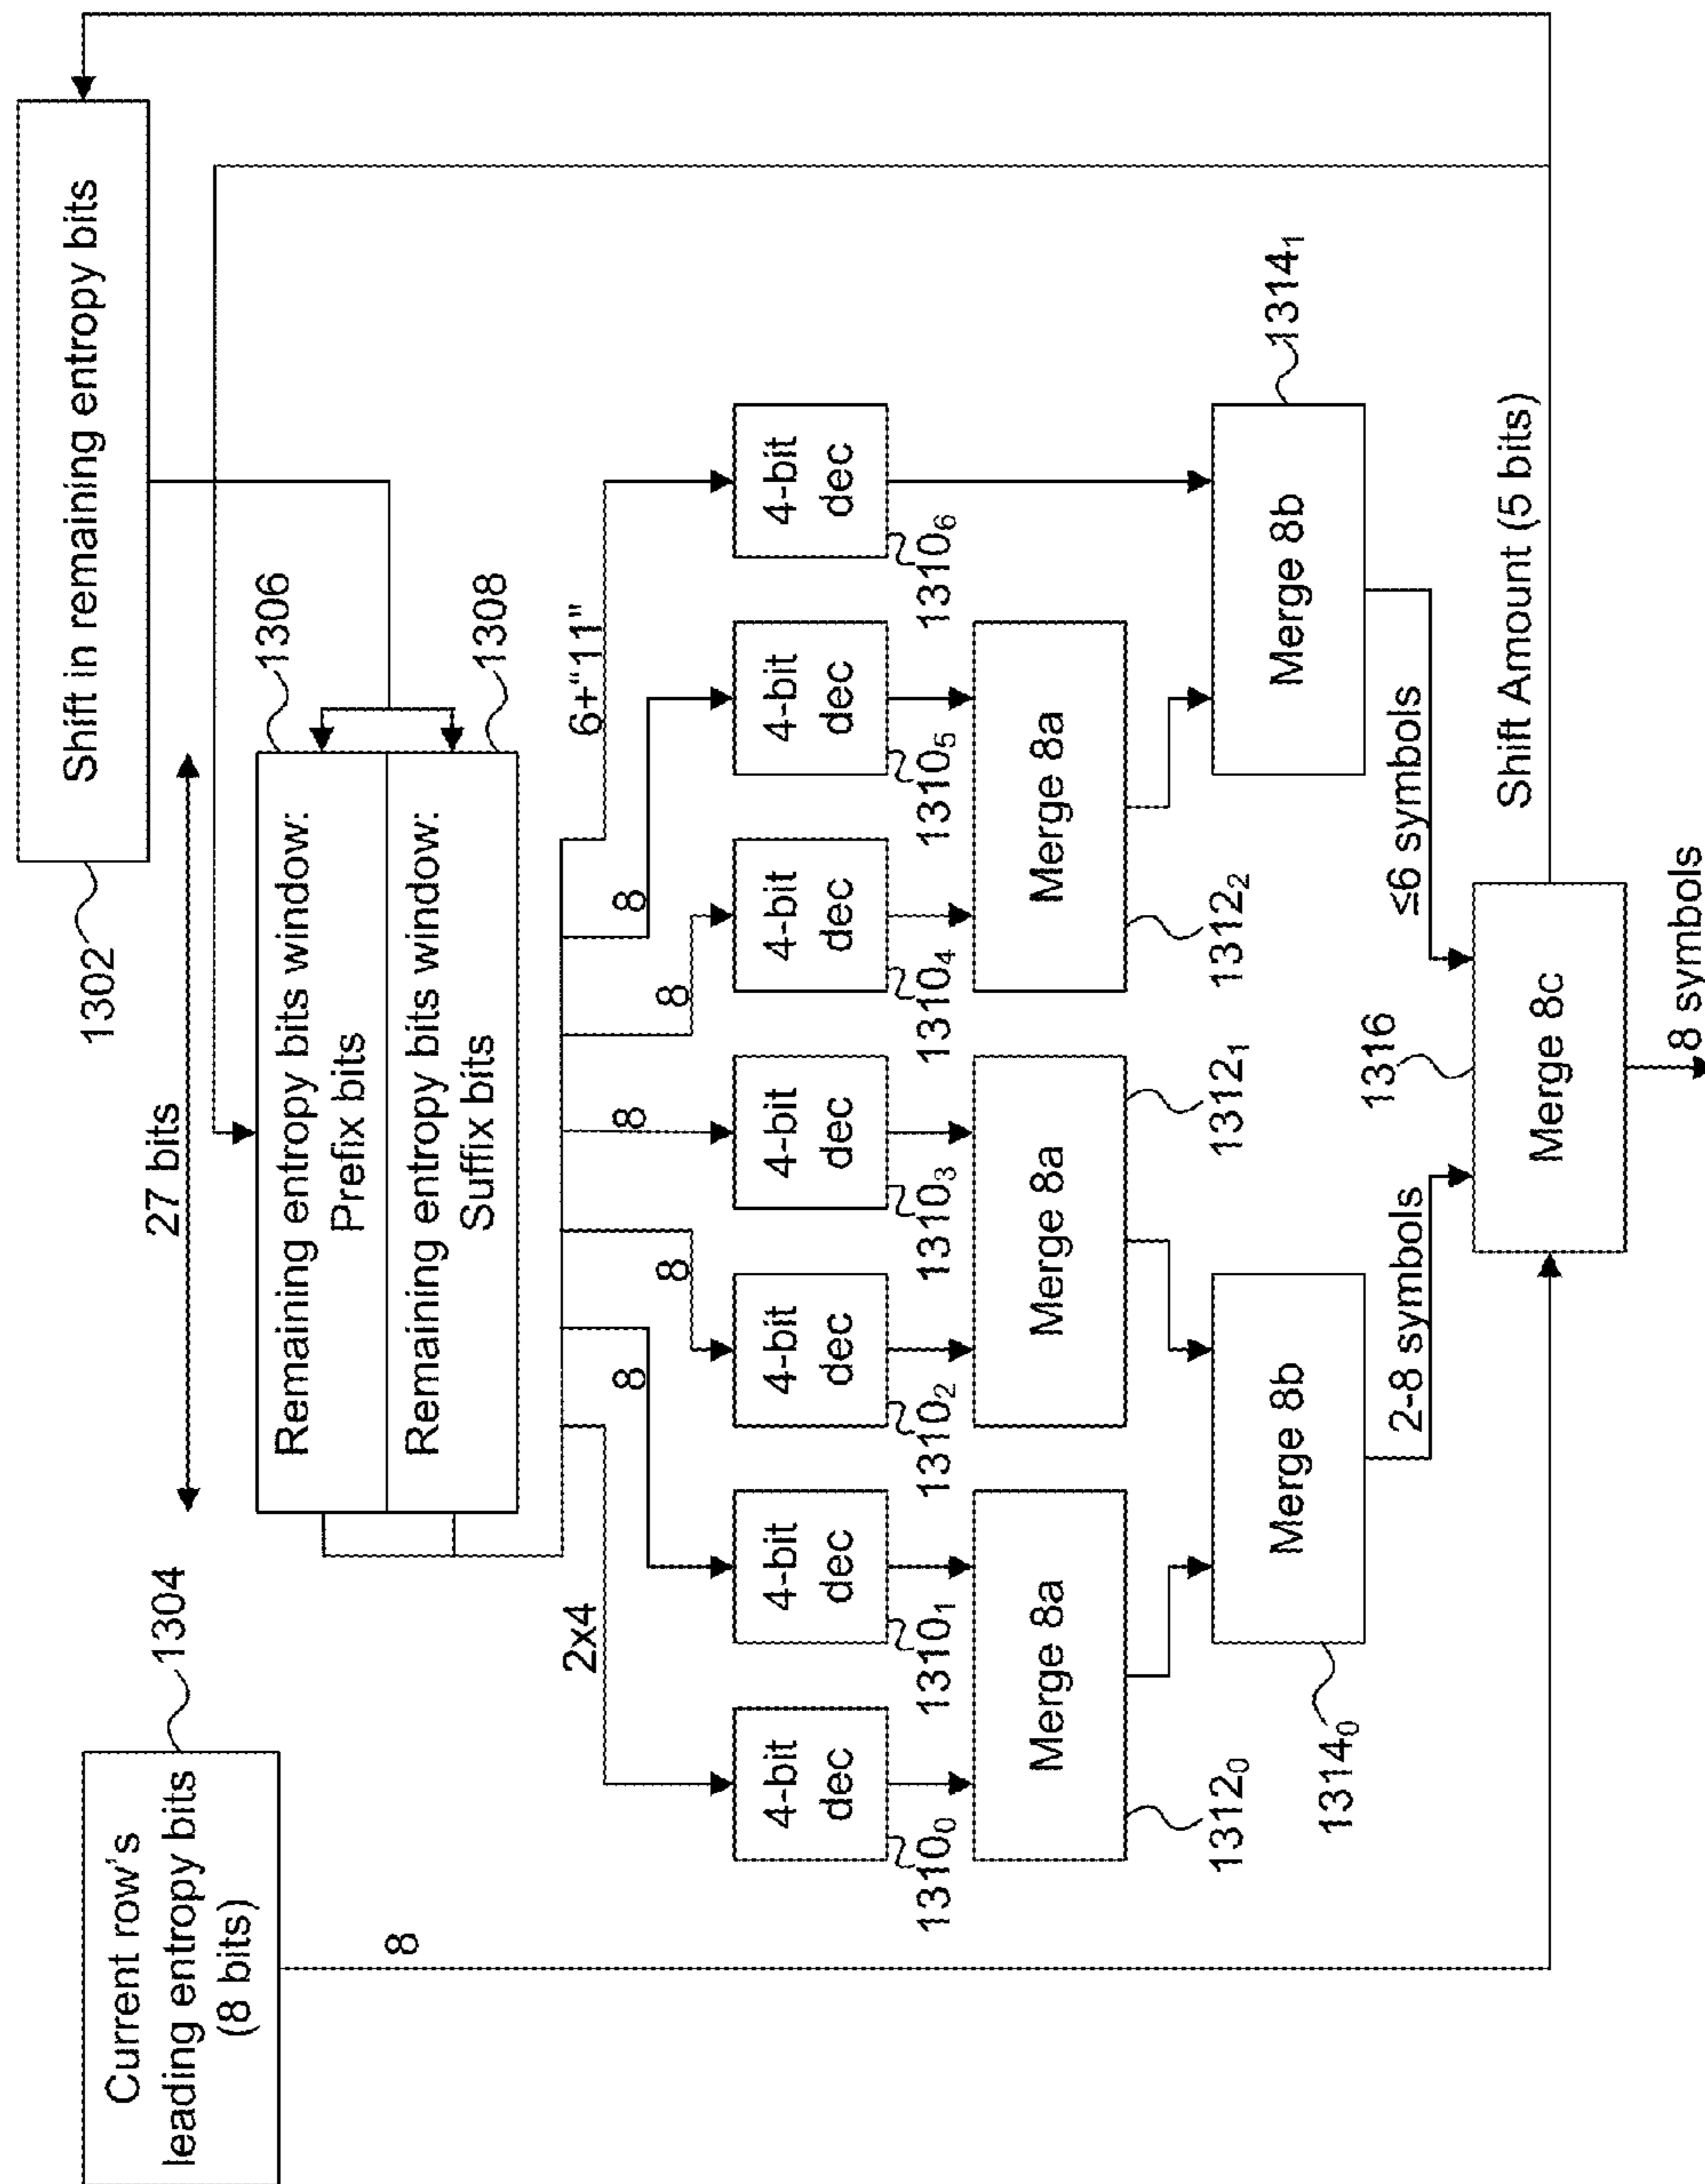 Current row's
leading entropy bits
(8 bits)
1304
27 bits
1302
Shift in remaining entropy bits
Remaining entropy bits window:
Prefix bits
1306
Remaining entropy bits window:
Suffix bits
1308
8
2x4
8
8
8
8
8
6+"11"
4-bit
dec
1310₀
4-bit
dec
1310₁
4-bit
dec
1310₂
4-bit
dec
1310₃
4-bit
dec
1310₄
4-bit
dec
1310₅
4-bit
dec
1310₆
Merge 8a
1312₀
Merge 8a
1312₁
Merge 8a
1312₂
Merge 8b
1314₀
Merge 8b
1314₁
2-8 symbols
≤6 symbols
1316
Merge 8c
Shift Amount (5 bits)
8 symbols